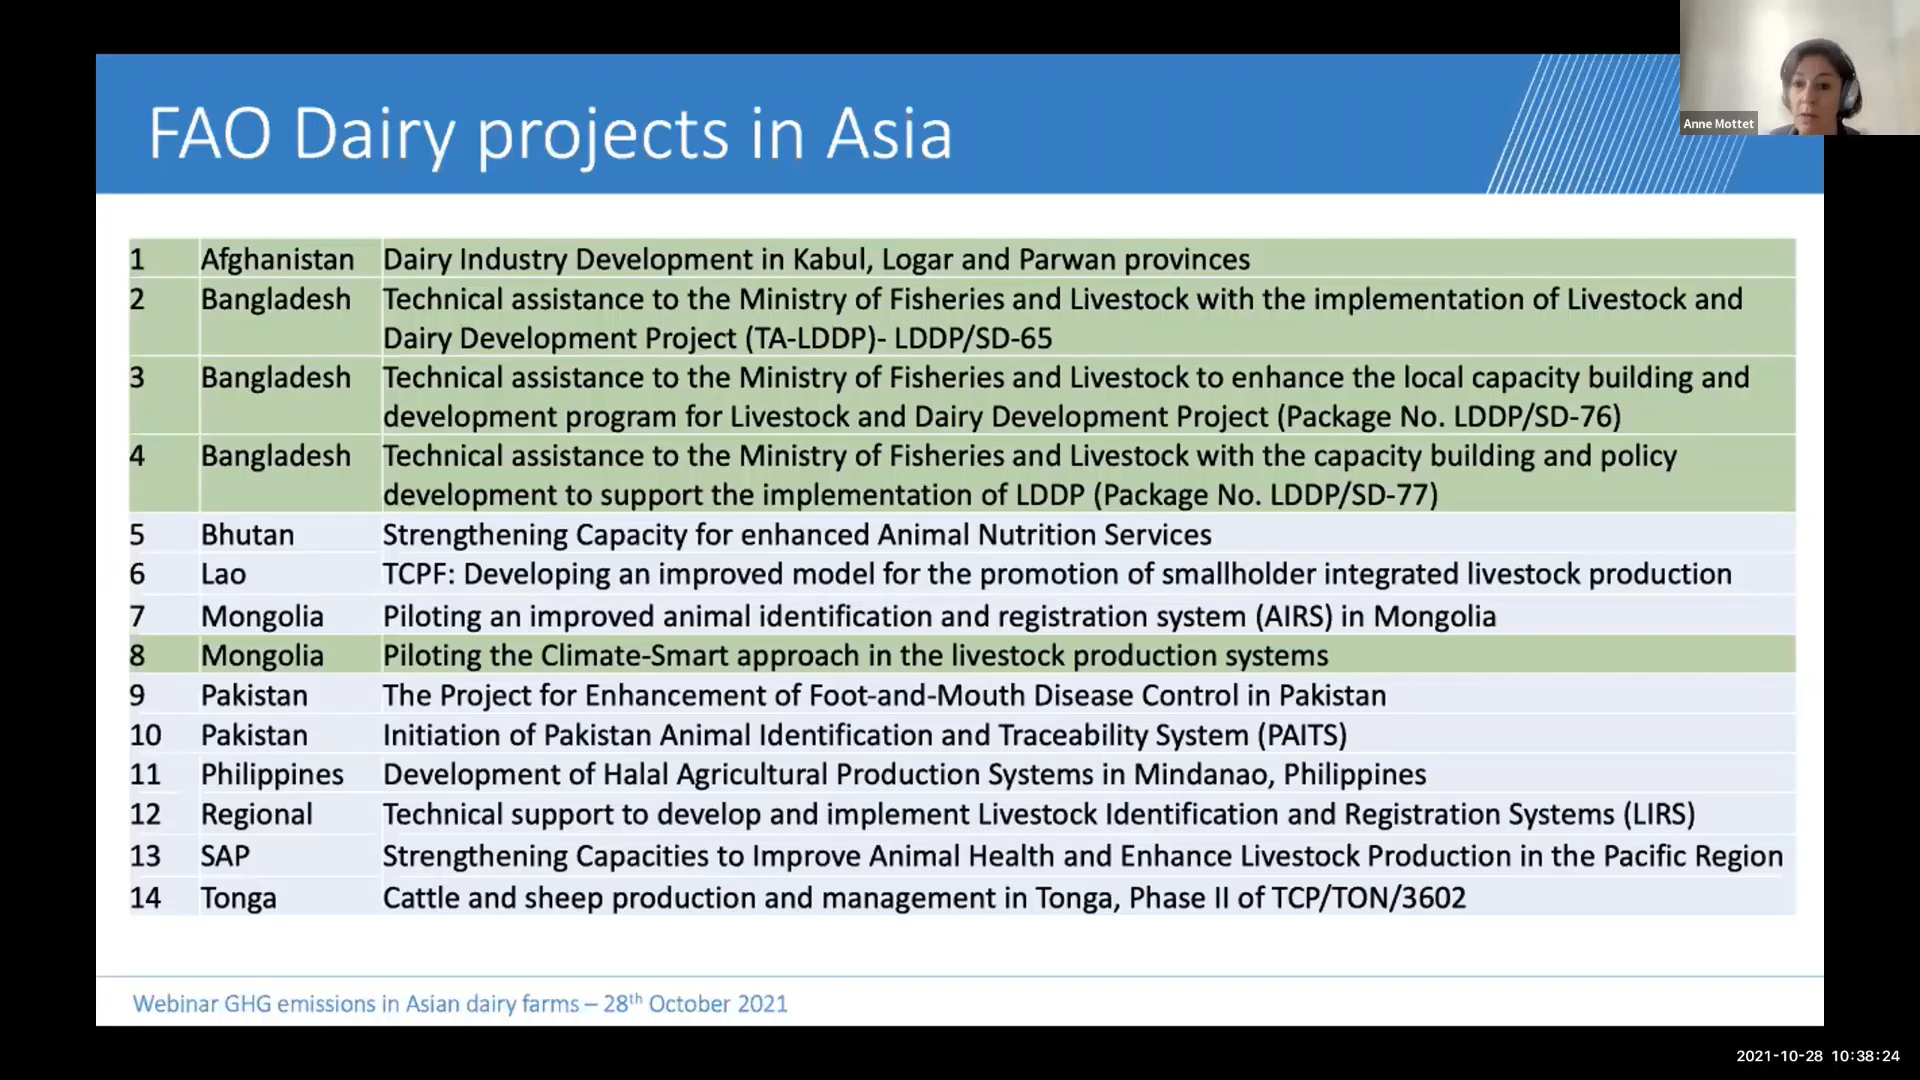 FAO Dairy projects in Asia
Anne Mottet
1 Afghanistan Dairy Industry Development in Kabul, Logar and Parwan provinces
2 Bangladesh Technical assistance to the Ministry of Fisheries and Livestock with the implementation of Livestock and
Dairy Development Project (TA-LDDP)- LDDP/SD-65
3 Bangladesh Technical assistance to the Ministry of Fisheries and Livestock to enhance the local capacity building and
development program for Livestock and Dairy Development Project (Package No. LDDP/SD-76)
4 Bangladesh Technical assistance to the Ministry of Fisheries and Livestock with the capacity building and policy
development to support the implementation of LDDP (Package No. LDDP/SD-77)
5 Bhutan Strengthening Capacity for enhanced Animal Nutrition Services
6 Lao TCPF: Developing an improved model for the promotion of smallholder integrated livestock production
7 Mongolia Piloting an improved animal identification and registration system (AIRS) in Mongolia
8 Mongolia Piloting the Climate-Smart approach in the livestock production systems
9 Pakistan The Project for Enhancement of Foot-and-Mouth Disease Control in Pakistan
10 Pakistan Initiation of Pakistan Animal Identification and Traceability System (PAITS)
11 Philippines Development of Halal Agricultural Production Systems in Mindanao, Philippines
12 Regional Technical support to develop and implement Livestock Identification and Registration Systems (LIRS)
13 SAP Strengthening Capacities to Improve Animal Health and Enhance Livestock Production in the Pacific Region
14 Tonga Cattle and sheep production and management in Tonga, Phase II of TCP/TON/3602
Webinar GHG emissions in Asian dairy farms – 28th October 2021
2021-10-28 10:38:24